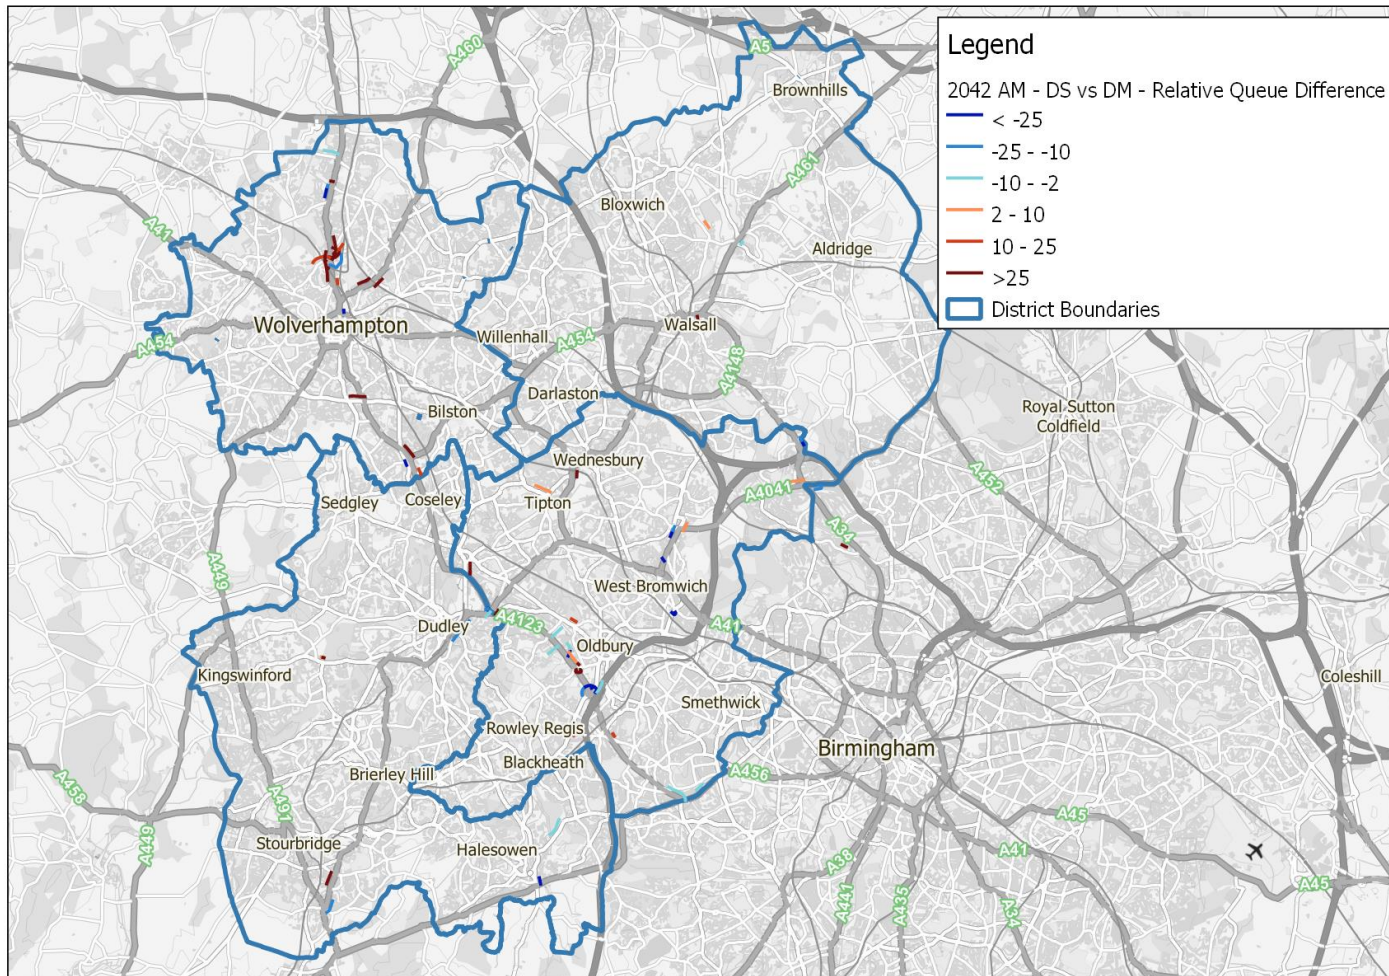 Legend
2042 AM - DS vs DM - Relative Queue Difference
< -25
-25 - -10
-10 - -2
2 - 10
10 - 25
>25
District Boundaries
A5
A460
Brownhills
A461
Bloxwich
A41
Aldridge
Wolverhampton
Willenhall
A454
Walsall
A454
A4148
Darlaston
Bilston
Royal Sutton
Coldfield
Wednesbury
A452
Sedgley
Coseley
Tipton
A4041
A34
A449
West Bromwich
Dudley
A4123
A41
Oldbury
Kingswinford
Coleshill
Smethwick
Rowley Regis
Birmingham
Blackheath
Brierley Hill
A456
A458
A491
A45
A449
Stourbridge
Halesowen
A38
A41
A45
A441
A435
A34